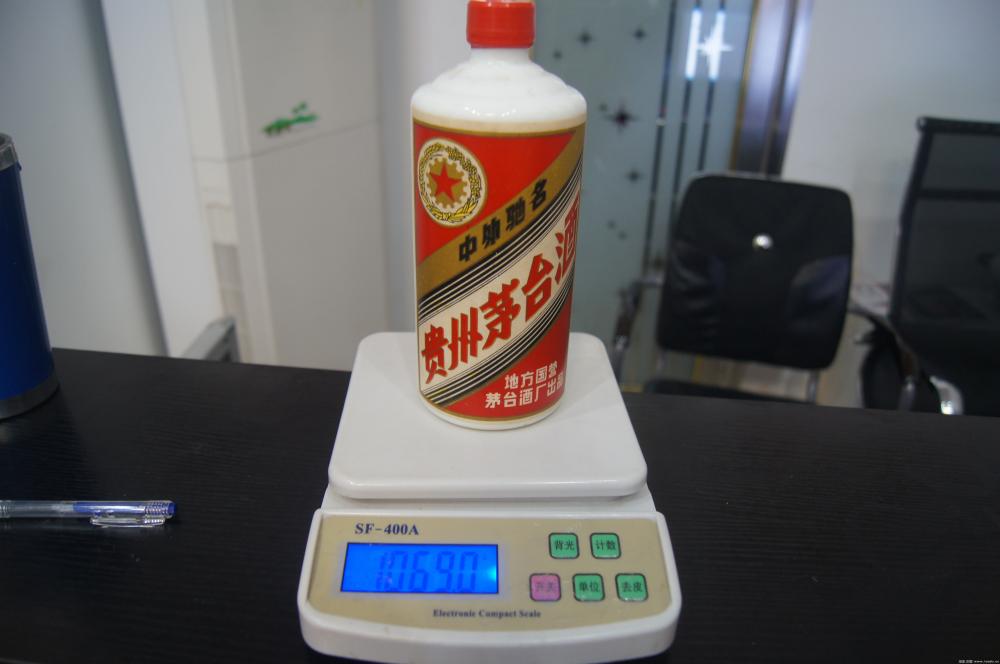 中外驰名
贵州茅台酒
地方国营
茅台酒厂出品
SF-400A
1069.0
背光
计数
开关
单位
去皮
Electronic Compact Scale